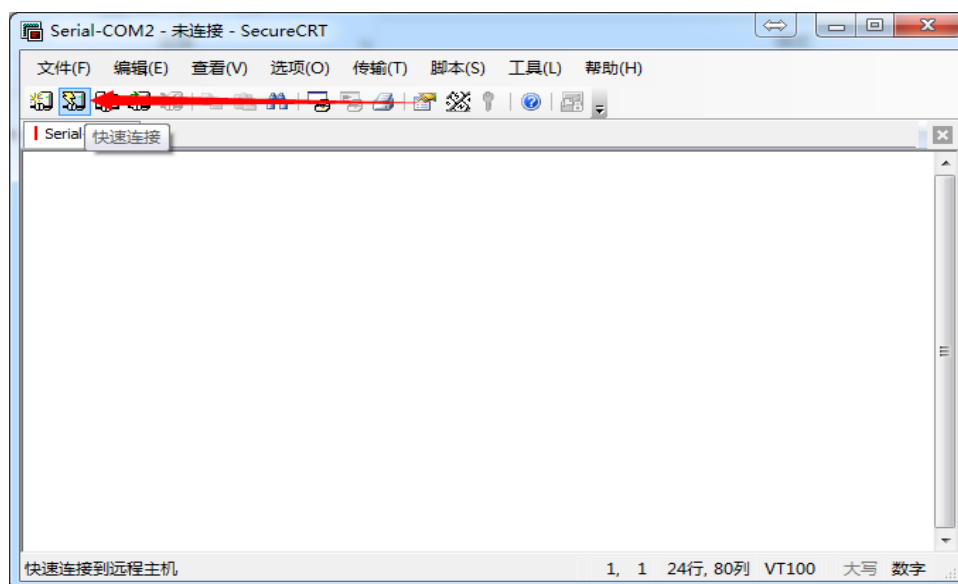 Serial-COM2 - 未连接 - SecureCRT
文件(F) 编辑(E) 查看(V) 选项(O) 传输(T) 脚本(S) 工具(L) 帮助(H)
Serial
快速连接
快速连接到远程主机 1, 1 24行, 80列 VT100 大写 数字